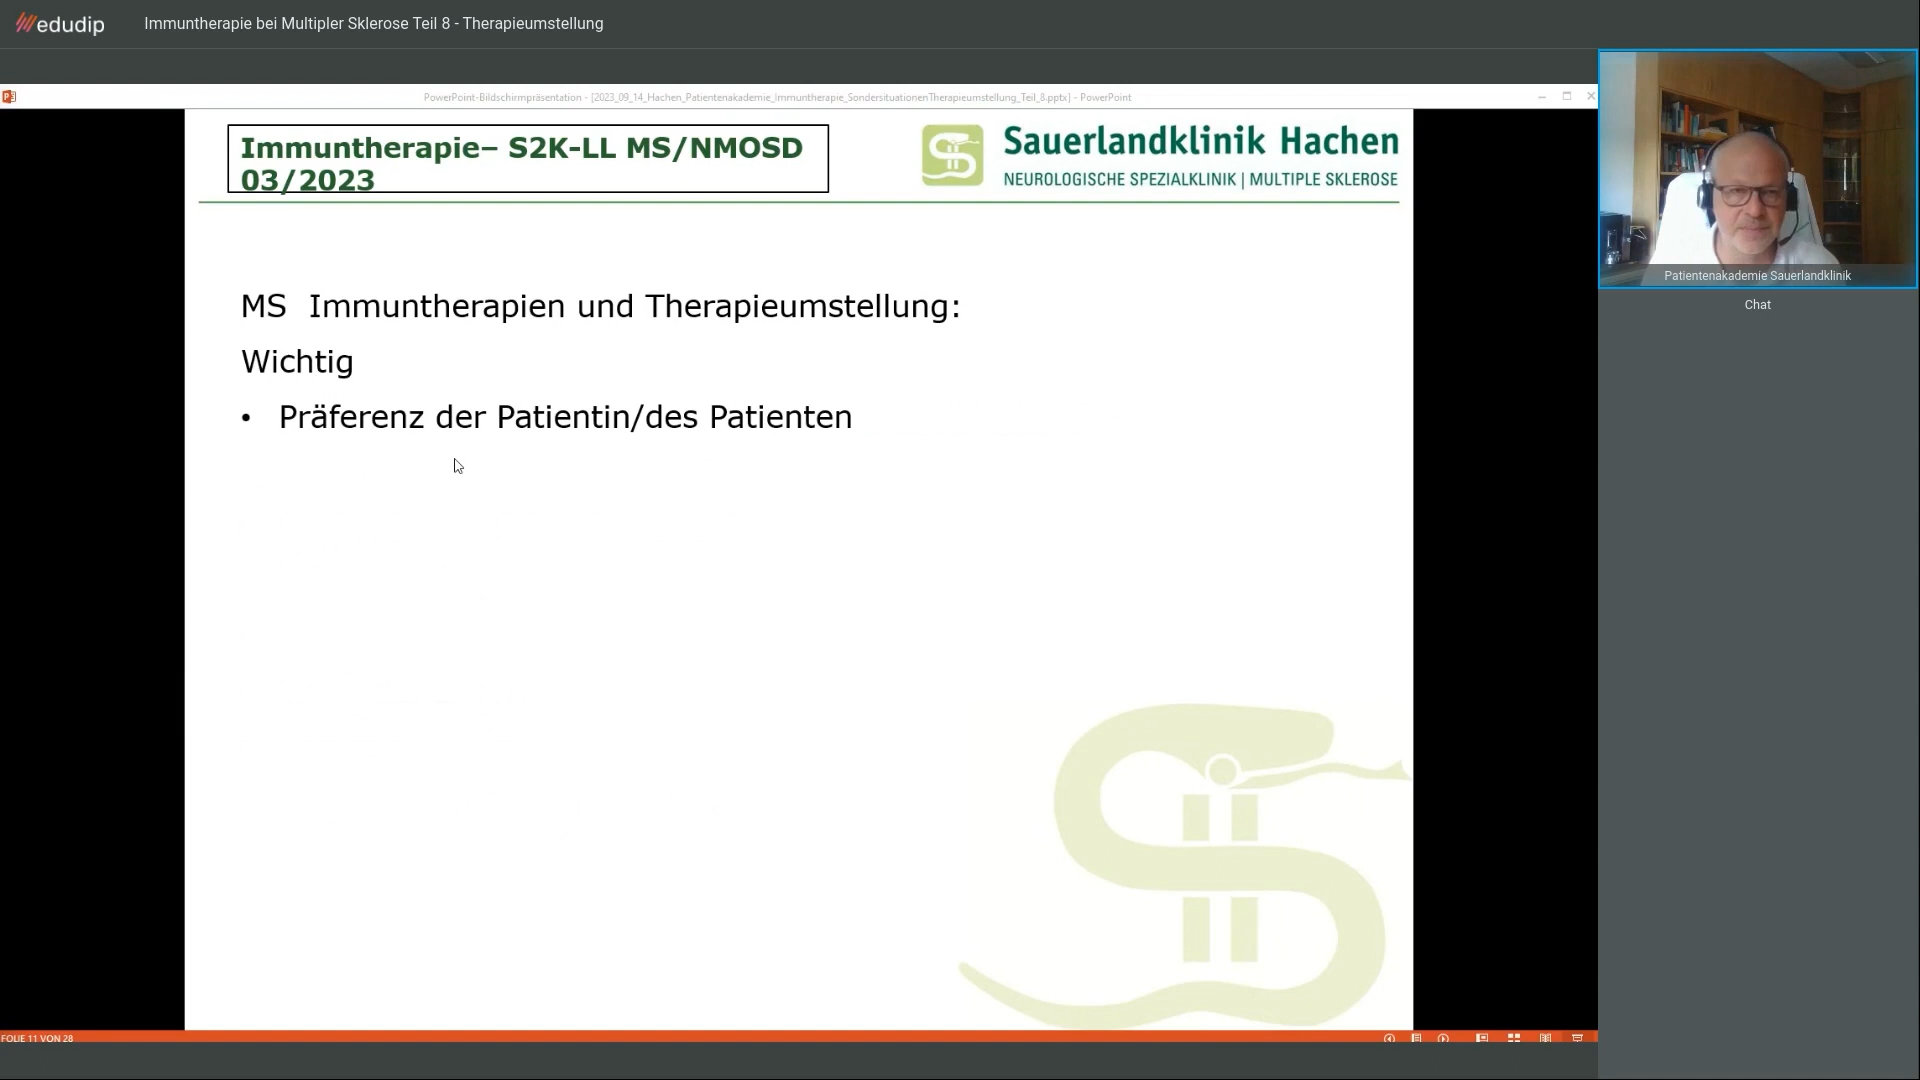 edudip
Immuntherapie bei Multipler Sklerose Teil 8 - Therapieumstellung
PowerPoint-Bildschirmpräsentation - [2023_09_14_Hachen_Patientenakademie_Immuntherapie_SondersituationenTherapieumstellung_Teil_8.pptx] - PowerPoint
Immuntherapie– S2K-LL MS/NMOSD
03/2023
Sauerlandklinik Hachen
NEUROLOGISCHE SPEZIALKLINIK | MULTIPLE SKLEROSE
MS  Immuntherapien und Therapieumstellung:
Wichtig
• Präferenz der Patientin/des Patienten
Patientenakademie Sauerlandklinik
Chat
FOLIE 11 VON 28